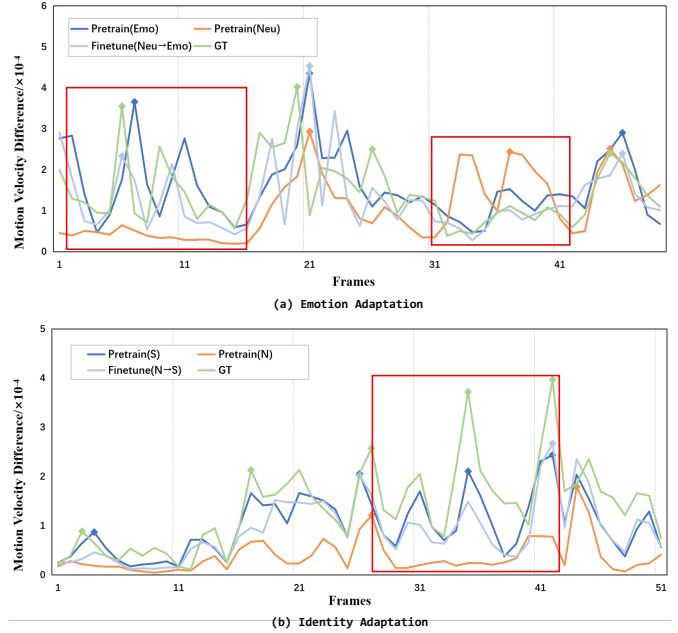 6
5
4
3
2
1
0
Motion Velocity Difference/×10⁻⁴
Pretrain(Emo) Pretrain(Neu)
Finetune(Neu→Emo) GT
1 11 21 31 41
Frames
(a) Emotion Adaptation
5
4
3
2
1
0
Motion Velocity Difference/×10⁻⁴
Pretrain(S) Pretrain(N)
Finetune(N→S) GT
1 11 21 31 41 51
Frames
(b) Identity Adaptation